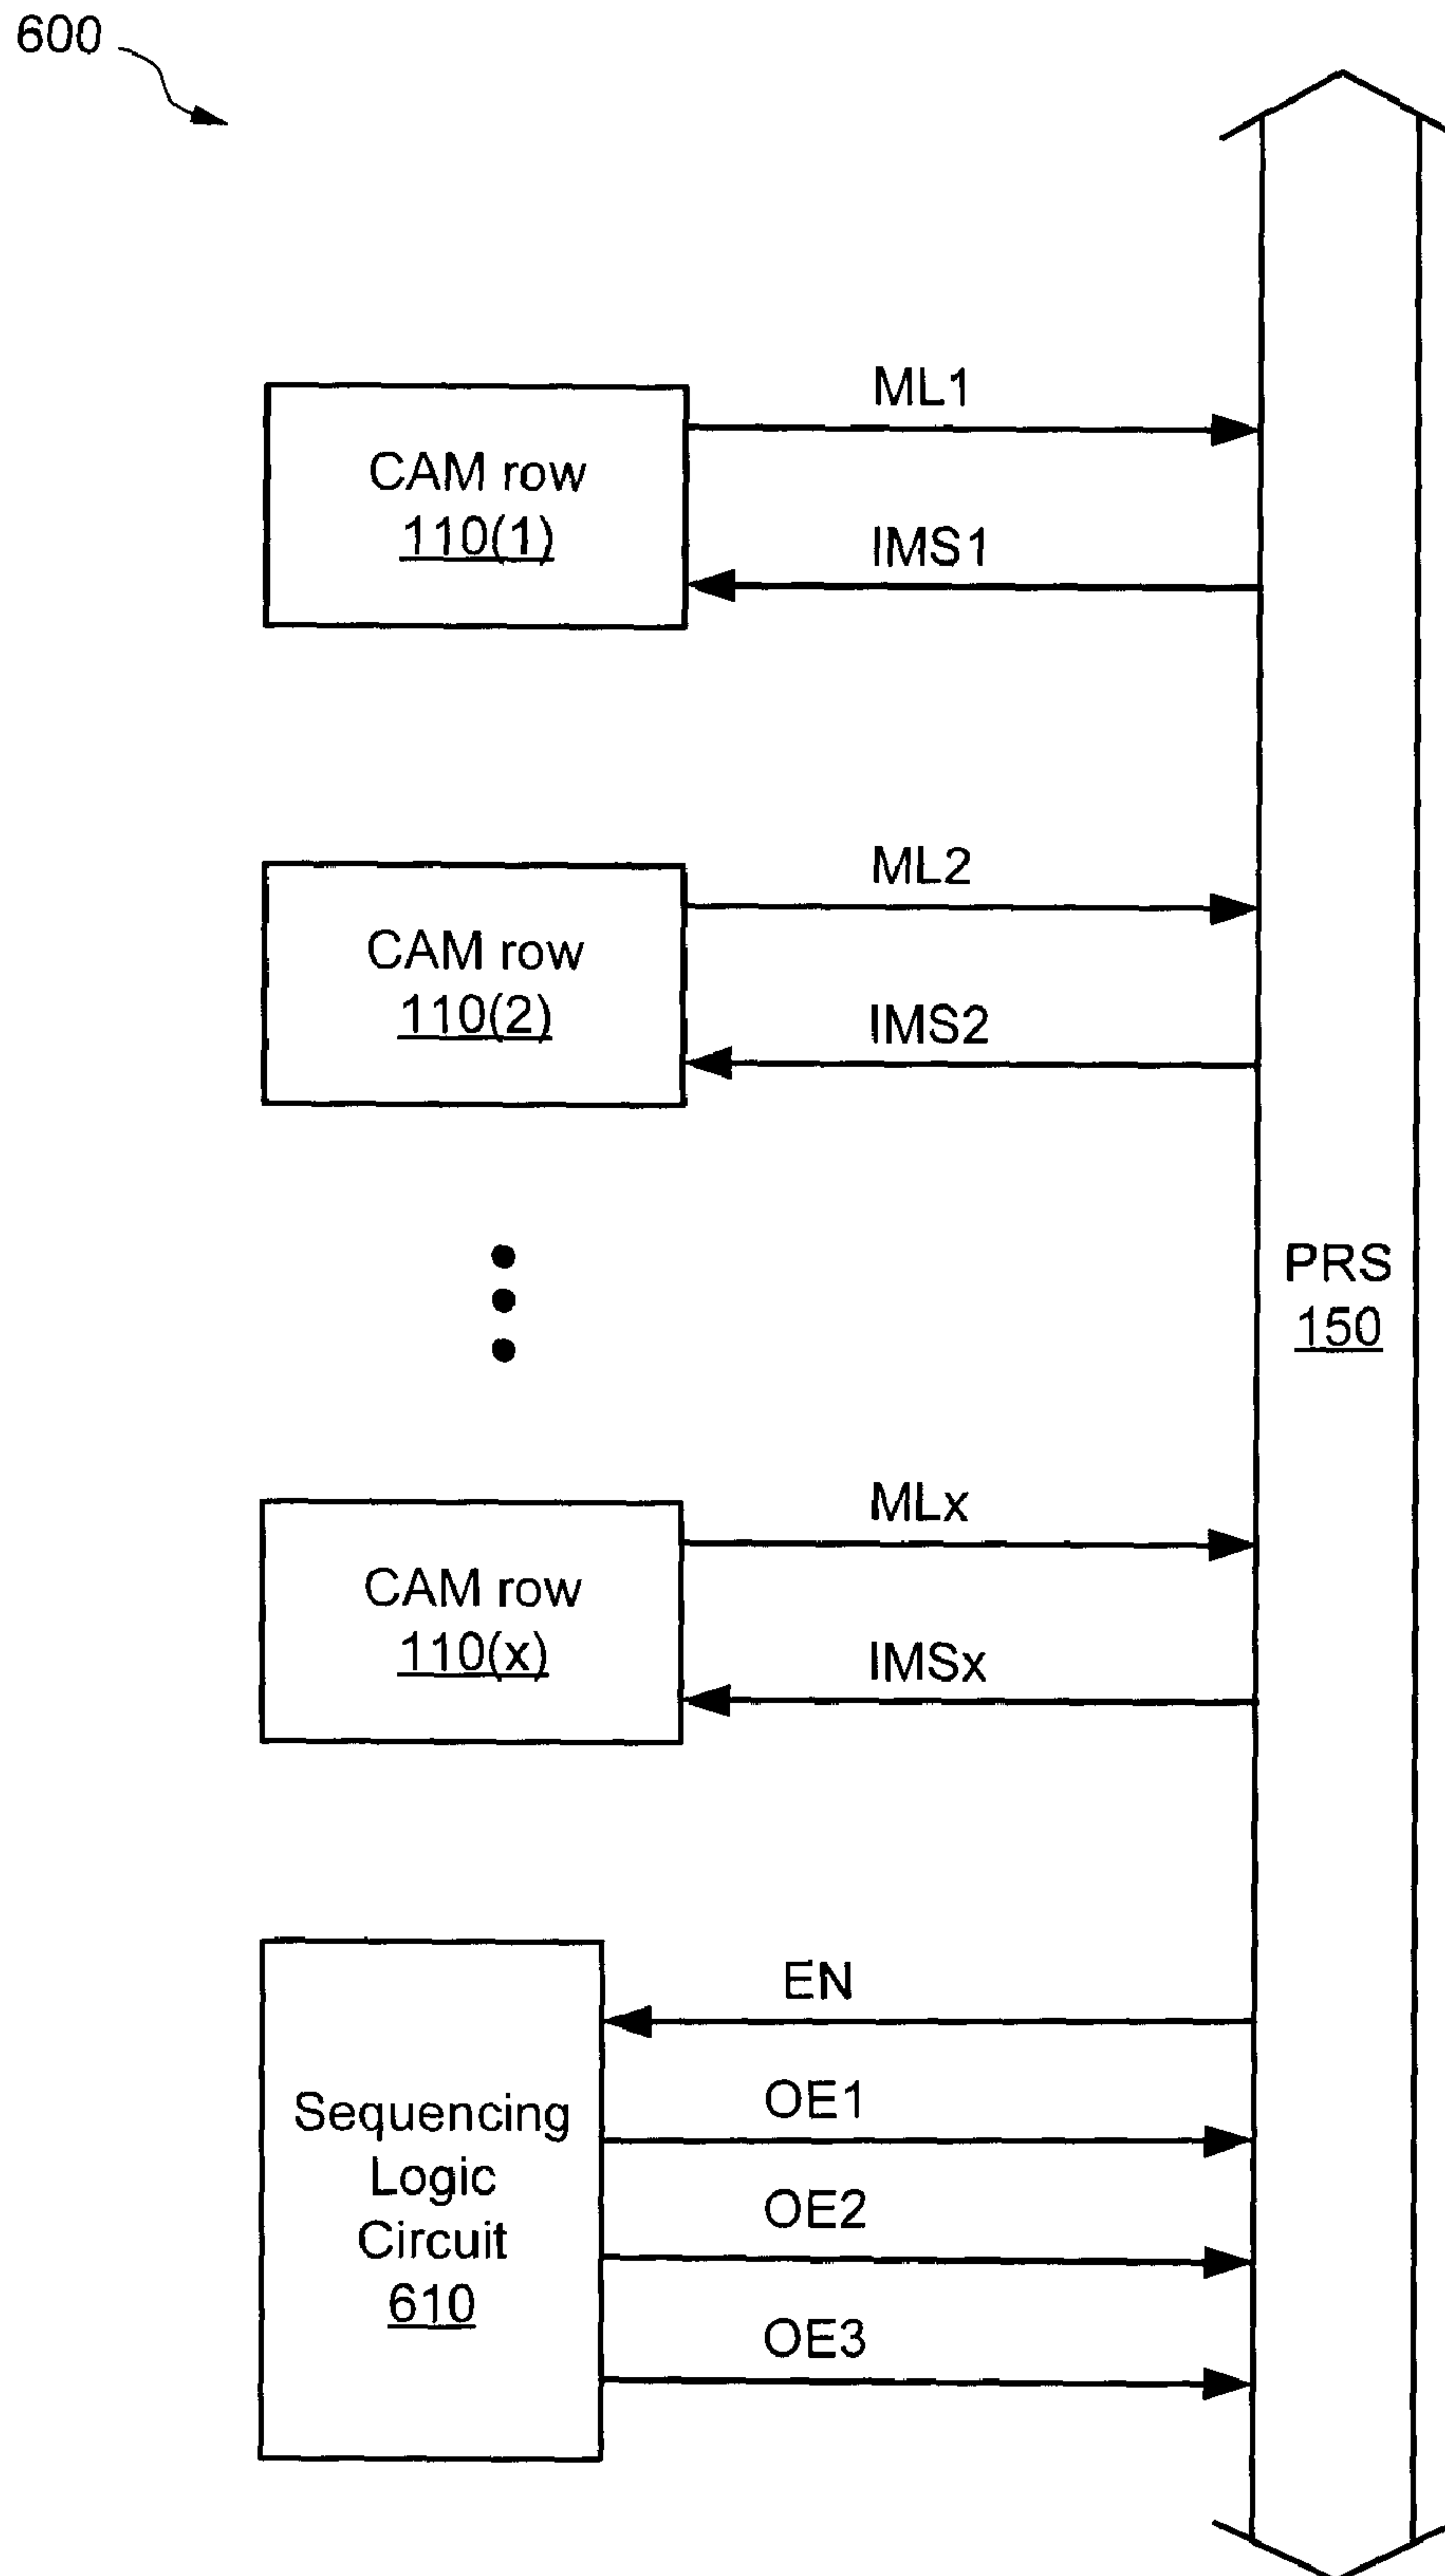 600
ML1
CAM row
110(1)
IMS1
ML2
CAM row
110(2)
IMS2
PRS
150
MLx
CAM row
110(x)
IMSx
EN
OE1
Sequencing
Logic
Circuit
610
OE2
OE3